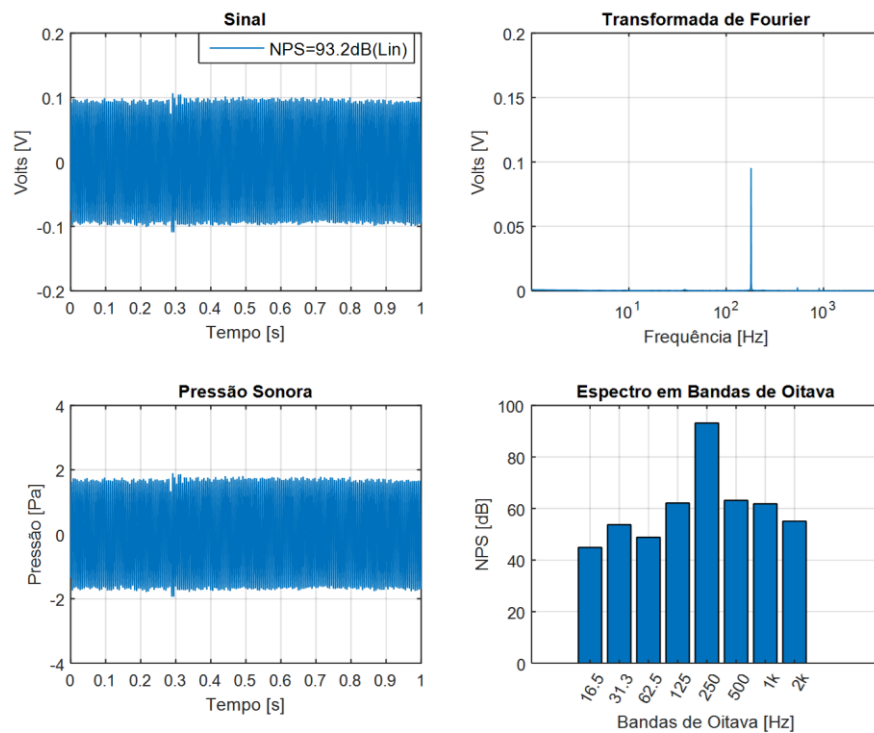 Sinal
NPS=93.2dB(Lin)
0.2
0.1
0
-0.1
-0.2
Volts [V]
0 0.1 0.2 0.3 0.4 0.5 0.6 0.7 0.8 0.9 1
Tempo [s]
Transformada de Fourier
0.2
0.15
0.1
0.05
0
Volts [V]
10^1 10^2 10^3
Frequência [Hz]
Pressão Sonora
4
2
0
-2
-4
Pressão [Pa]
0 0.1 0.2 0.3 0.4 0.5 0.6 0.7 0.8 0.9 1
Tempo [s]
Espectro em Bandas de Oitava
100
80
60
40
20
0
NPS [dB]
16.5 31.3 62.5 125 250 500 1k 2k
Bandas de Oitava [Hz]